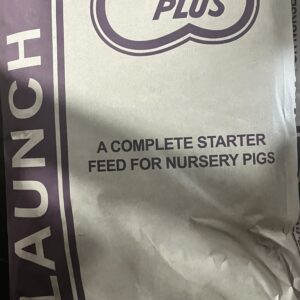 PLUS
LAUNCH
A COMPLETE STARTER
FEED FOR NURSERY PIGS